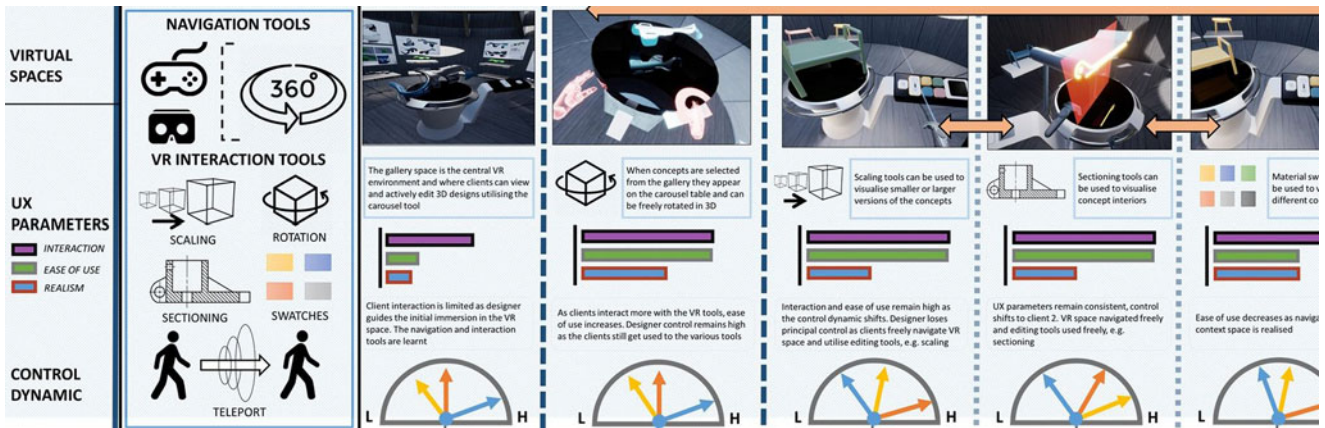 VIRTUAL
SPACES
UX
PARAMETERS
INTERACTION
EASE OF USE
REALISM
CONTROL
DYNAMIC
NAVIGATION TOOLS
360°
VR INTERACTION TOOLS
SCALING
ROTATION
SECTIONING
SWATCHES
TELEPORT
The gallery space is the central VR
environment and where clients can view
and actively edit 3D designs utilising the
carousel tool
Client interaction is limited as designer
guides the initial immersion in the VR
space. The navigation and interaction
tools are learnt
L
H
When concepts are selected
from the gallery they appear
on the carousel table and can
be freely rotated in 3D
As clients interact more with the VR tools, ease
of use increases. Designer control remains high
as the clients still get used to the various tools
L
H
Scaling tools can be used to
visualise smaller or larger
versions of the concepts
Interaction and ease of use remain high as
the control dynamic shifts. Designer loses
principal control as clients freely navigate VR
space and utilise editing tools, e.g. scaling
L
H
Sectioning tools can
be used to visualise
concept interiors
UX parameters remain consistent, control
shifts to client 2. VR space navigated freely
and editing tools used freely, e.g.
sectioning
L
H
Material sw
be used to v
different co
Ease of use decreases as naviga
context space is realised
L